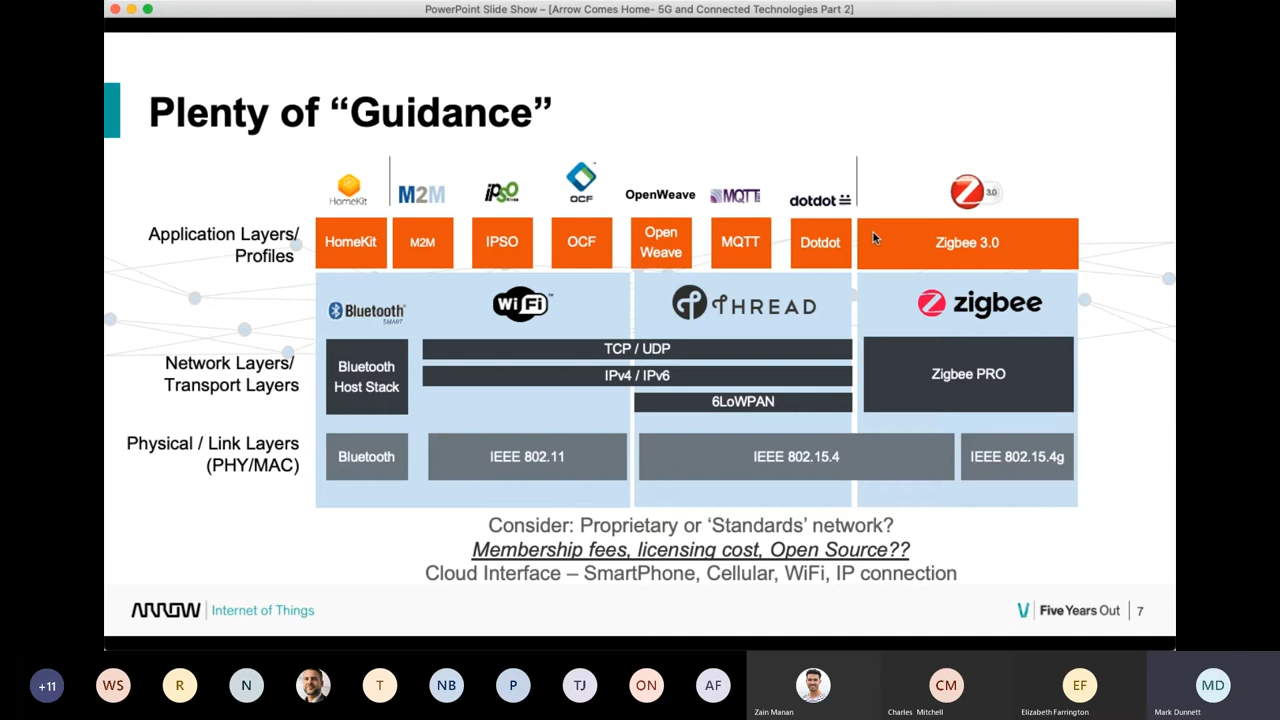 PowerPoint Slide Show – [Arrow Comes Home- 5G and Connected Technologies Part 2]
Plenty of “Guidance”
HomeKit
M2M
ipso
OCF
OpenWeave
MQTT
dotdot
3.0
Application Layers/
Profiles
HomeKit
M2M
IPSO
OCF
Open
Weave
MQTT
Dotdot
Zigbee 3.0
Bluetooth
SMART
Wi Fi
THREAD
zigbee
Network Layers/
Transport Layers
Bluetooth
Host Stack
TCP / UDP
IPv4 / IPv6
6LoWPAN
Zigbee PRO
Physical / Link Layers
(PHY/MAC)
Bluetooth
IEEE 802.11
IEEE 802.15.4
IEEE 802.15.4g
Consider: Proprietary or ‘Standards’ network?
Membership fees, licensing cost, Open Source??
Cloud Interface – SmartPhone, Cellular, WiFi, IP connection
ARROW Internet of Things
Five Years Out 7
+11
WS
R
N
T
NB
P
TJ
ON
AF
Zain Manan
CM
Charles Mitchell
EF
Elizabeth Farrington
MD
Mark Dunnett